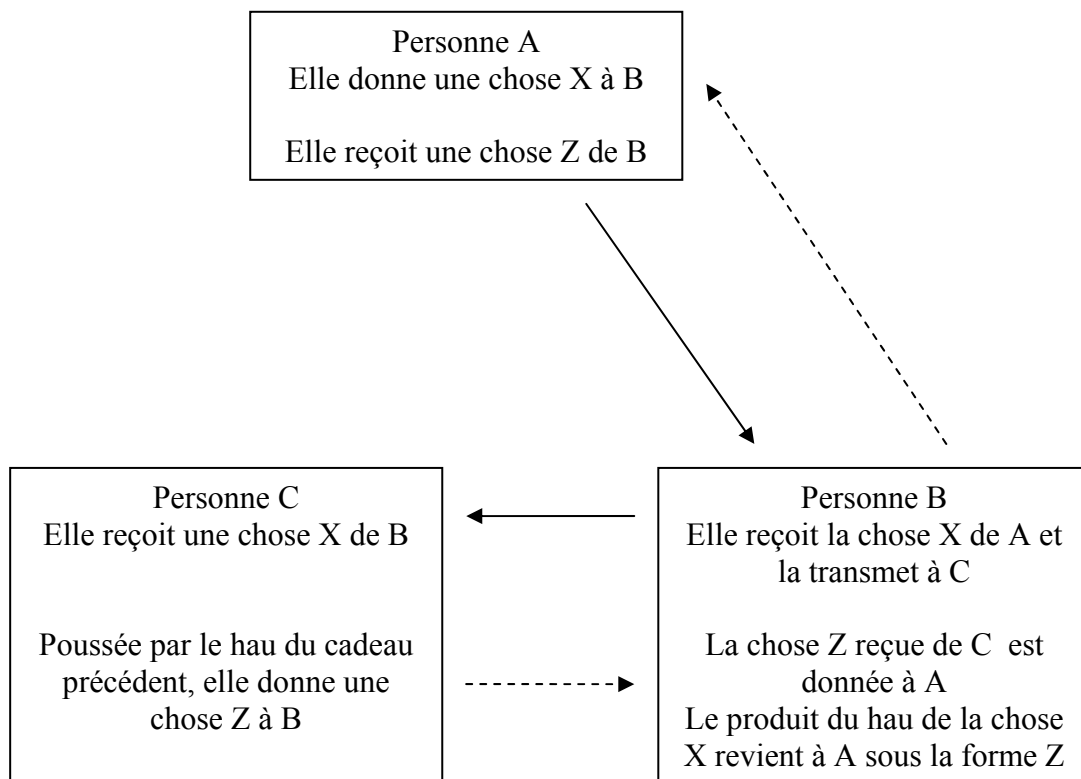 Personne A
Elle donne une chose X à B
Elle reçoit une chose Z de B
Personne C
Elle reçoit une chose X de B
Poussée par le hau du cadeau
précédent, elle donne une
chose Z à B
Personne B
Elle reçoit la chose X de A et
la transmet à C
La chose Z reçue de C est
donnée à A
Le produit du hau de la chose
X revient à A sous la forme Z